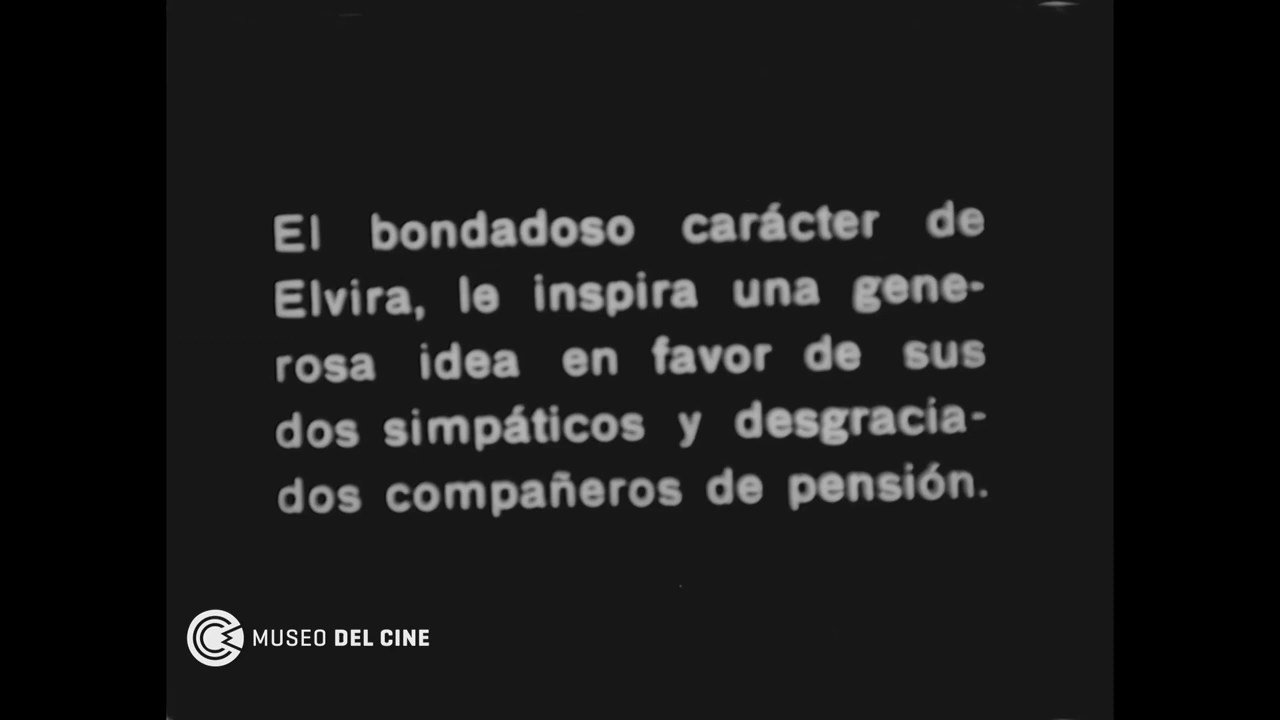 El bondadoso carácter de
Elvira, le inspira una gene-
rosa idea en favor de sus
dos simpáticos y desgracia-
dos compañeros de pensión.
MUSEO DEL CINE